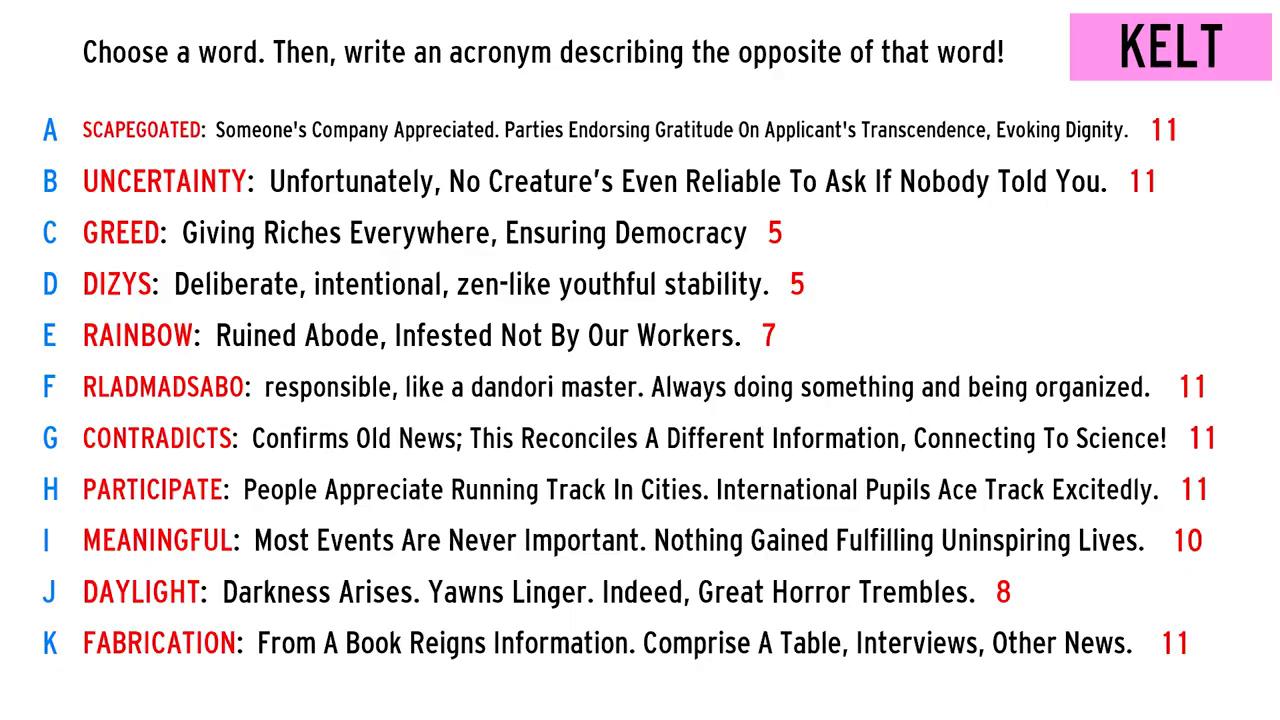 Choose a word. Then, write an acronym describing the opposite of that word!
KELT
A SCAPEGOATED: Someone's Company Appreciated. Parties Endorsing Gratitude On Applicant's Transcendence, Evoking Dignity. 11
B UNCERTAINTY: Unfortunately, No Creature's Even Reliable To Ask If Nobody Told You. 11
C GREED: Giving Riches Everywhere, Ensuring Democracy 5
D DIZYS: Deliberate, intentional, zen-like youthful stability. 5
E RAINBOW: Ruined Abode, Infested Not By Our Workers. 7
F RLADMADSABO: responsible, like a dandori master. Always doing something and being organized. 11
G CONTRADICTS: Confirms Old News; This Reconciles A Different Information, Connecting To Science! 11
H PARTICIPATE: People Appreciate Running Track In Cities. International Pupils Ace Track Excitedly. 11
I MEANINGFUL: Most Events Are Never Important. Nothing Gained Fulfilling Uninspiring Lives. 10
J DAYLIGHT: Darkness Arises. Yawns Linger. Indeed, Great Horror Trembles. 8
K FABRICATION: From A Book Reigns Information. Comprise A Table, Interviews, Other News. 11